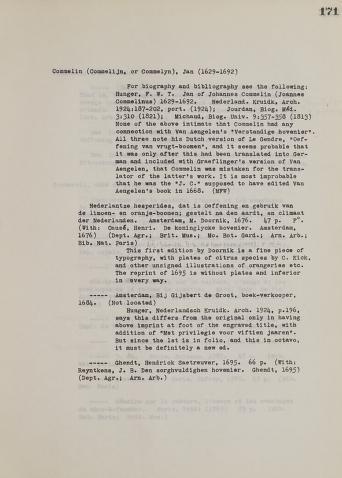 171
Commelin (Commelijn, or Commelyn), Jan (1629-1692)
For biography and bibliography see the following:
Hunger, F. W. T. Jan of Johannes Commelin (Joannes
Commelinus) 1629-1692. Nederland. Kruidk. Arch.
1924:187-202, port. (1924); Jourdan, Biog. Méd.
3:310 (1821); Michaud, Biog. Univ. 9:357-358 (1813)
None of the above intimate that Commelin had any
connection with Van Aengelen's "Verstandige hovenier".
All three note his Dutch version of Le Gendre, "Oef-
fening van vrugt-boomen", and it seems probable that
it was only after this had been translated into Ger-
man and included with Graeflinger's version of Van
Aengelen, that Commelin was mistaken for the trans-
lator of the latter's work. It is most improbable
that he was the "J. C." supposed to have edited Van
Aengelen's book in 1668. (MFW)
Nederlantze hesperides, dat is Oeffening en gebruik van
de limoen- en oranje-boomen; gestelt na den aardt, en climaat
der Nederlanden. Amsterdam, M. Doornik, 1676. 47 p. F°.
(With: Cause, Henri. De koninglycke hovenier. Amsterdam,
1676) (Dept. Agr.; Brit. Mus.; Mo. Bot. Gard.; Arn. Arb.;
Bib. Nat. Paris)
This first edition by Doornik is a fine piece of
typography, with plates of citrus species by C. Kick,
and other unsigned illustrations of orangeries etc.
The reprint of 1695 is without plates and inferior
in every way.
----- Amsterdam, Bij Gijsbert de Groot, boek-verkooper,
1684. (Not located)
Hunger, Nederlandsch Kruidk. Arch. 1924, p.196,
says this differs from the original only in having
above imprint at foot of the engraved title, with
addition of "Met privilegie voor viftien jaaren".
But since the 1st is folio, and this in octavo,
it must be definitely a new ed.
----- Ghendt, Hendrick Saetreuver, 1695. 66 p. (With:
Reyntkens, J. B. Den sorghvuldighen hovenier. Ghendt, 1695)
(Dept. Agr.; Arn. Arb.)